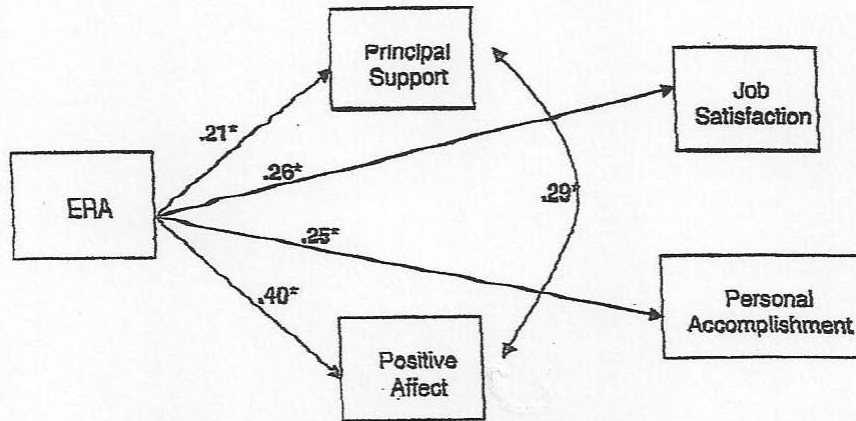 Principal
Support
Job
Satisfaction
.21*
.26*
ERA
.29*
.25*
.40*
Personal
Accomplishment
Positive
Affect